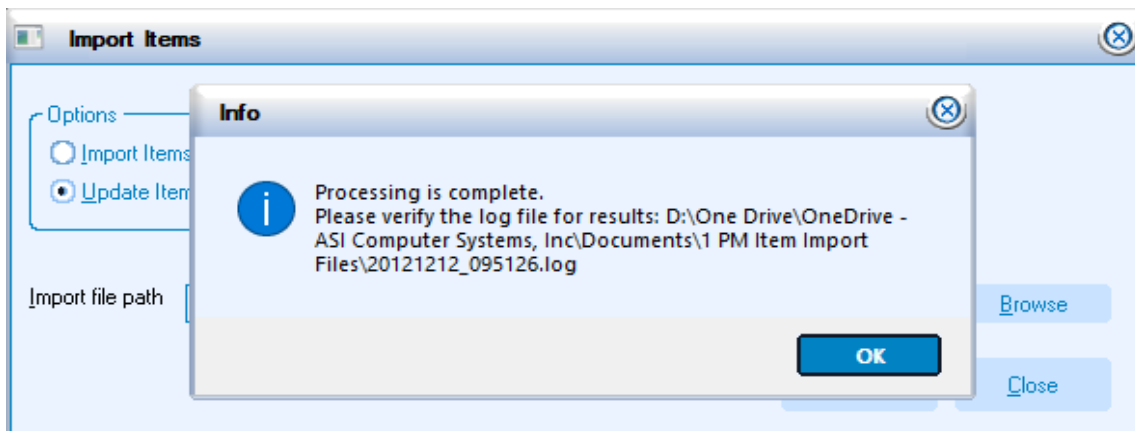 Import Items
Info
Options
Import Items
Update
Processing is complete.
Please verify the log file for results: D:\One Drive\OneDrive -
ASI Computer Systems, Inc\Documents\1 PM Item Import
Files\20121212_095126.log
Import file path
Browse
OK
Close